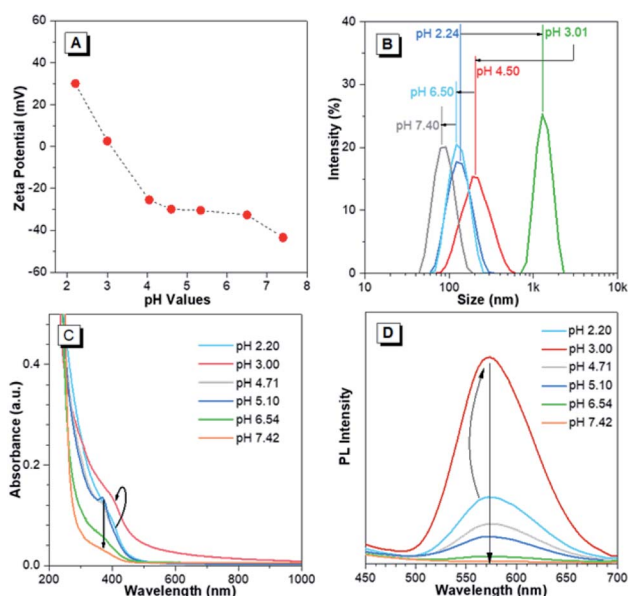 A
Zeta Potential (mV)
60
40
20
0
-20
-40
-60
2 3 4 5 6 7 8
pH Values
B
Intensity (%)
40
30
20
10
0
pH 2.24
pH 3.01
pH 4.50
pH 6.50
pH 7.40
10 100 1k 10k
Size (nm)
C
Absorbance (a.u.)
0.4
0.2
0.0
pH 2.20
pH 3.00
pH 4.71
pH 5.10
pH 6.54
pH 7.42
200 400 600 800 1000
Wavelength (nm)
D
PL Intensity
pH 2.20
pH 3.00
pH 4.71
pH 5.10
pH 6.54
pH 7.42
450 500 550 600 650 700
Wavelength (nm)